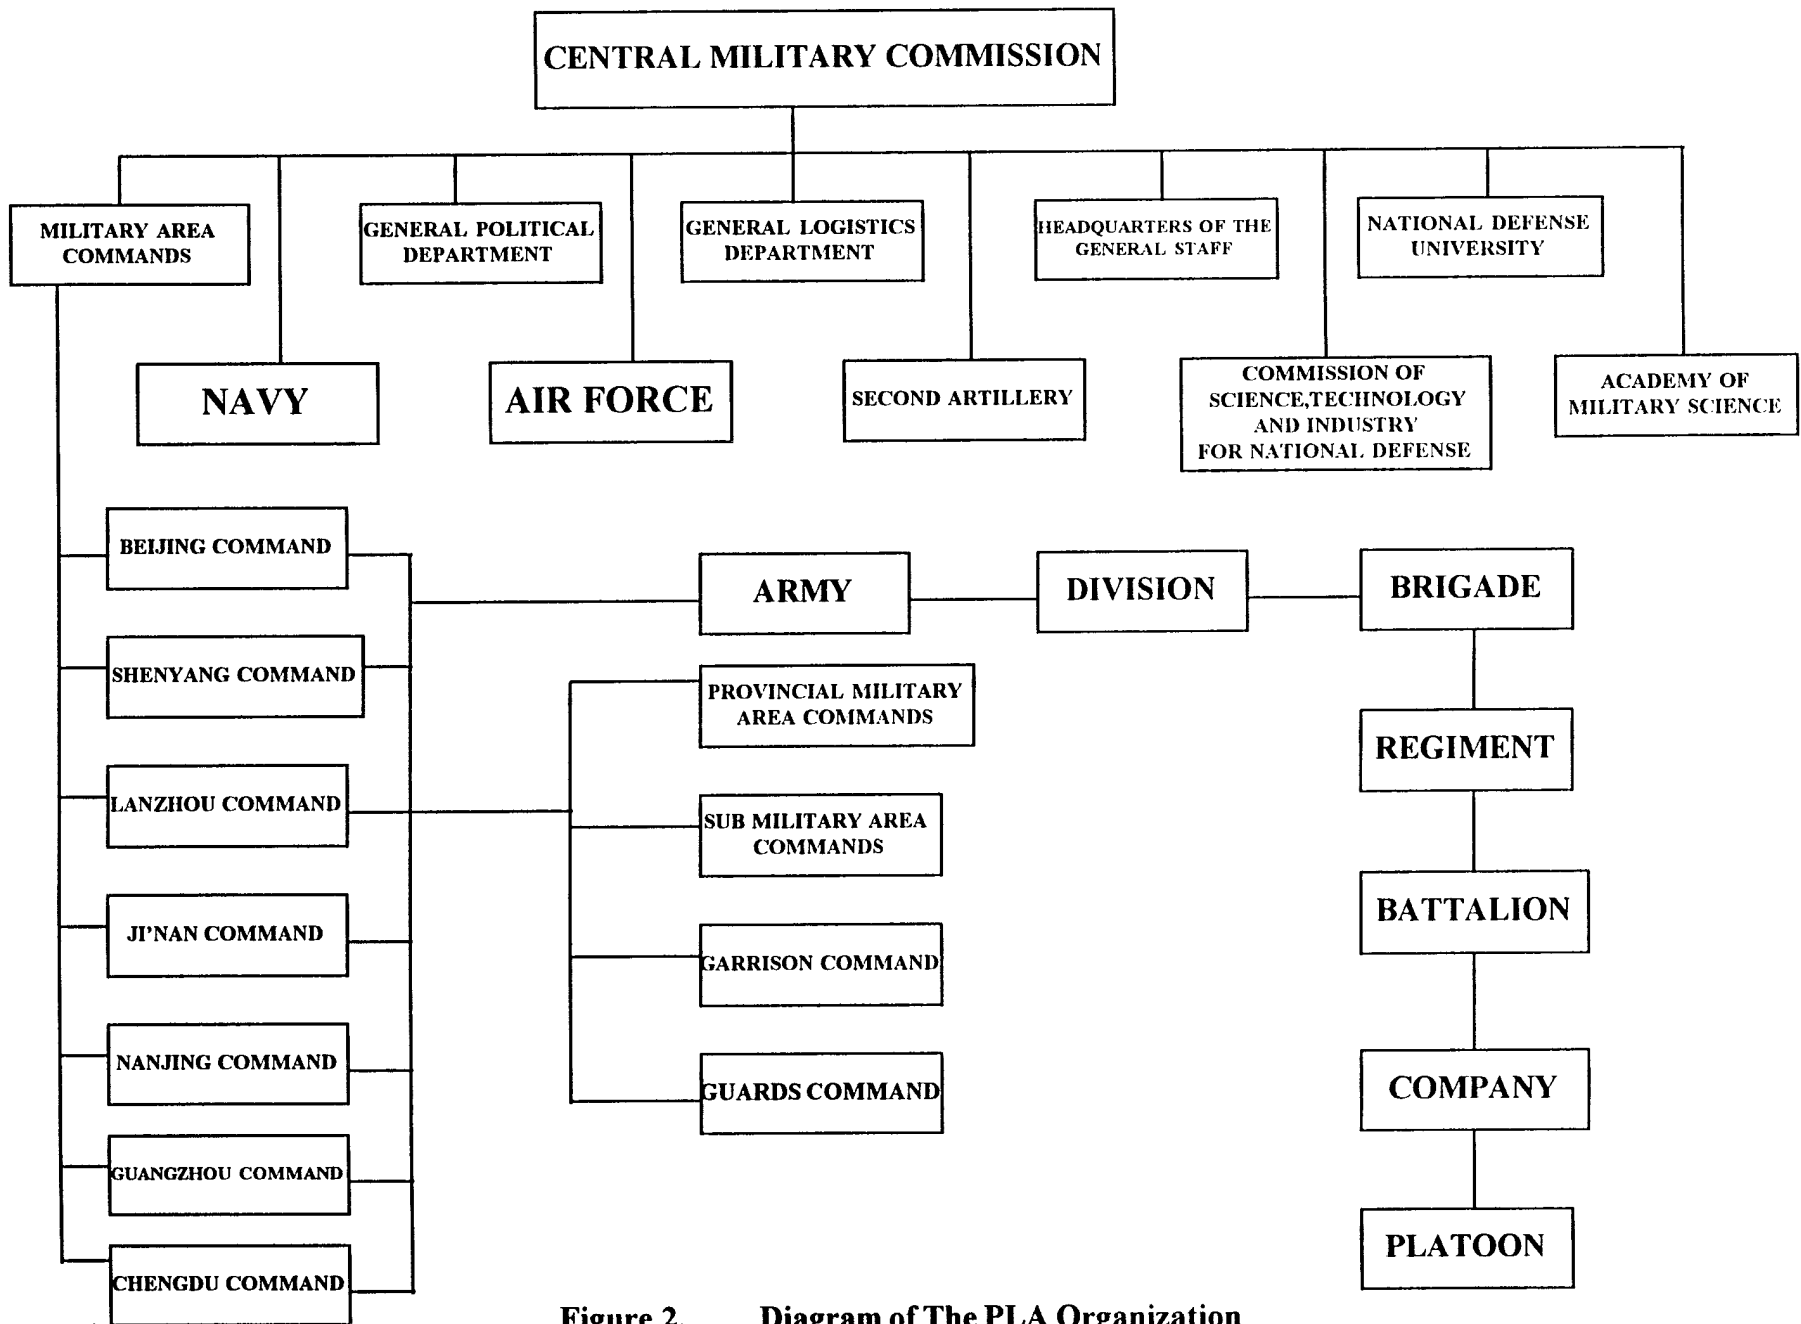 CENTRAL MILITARY COMMISSION
MILITARY AREA
COMMANDS
GENERAL POLITICAL
DEPARTMENT
GENERAL LOGISTICS
DEPARTMENT
HEADQUARTERS OF THE
GENERAL STAFF
NATIONAL DEFENSE
UNIVERSITY
NAVY
AIR FORCE
SECOND ARTILLERY
COMMISSION OF
SCIENCE,TECHNOLOGY
AND INDUSTRY
FOR NATIONAL DEFENSE
ACADEMY OF
MILITARY SCIENCE
BEIJING COMMAND
SHENYANG COMMAND
LANZHOU COMMAND
JI'NAN COMMAND
NANJING COMMAND
GUANGZHOU COMMAND
CHENGDU COMMAND
ARMY
DIVISION
BRIGADE
PROVINCIAL MILITARY
AREA COMMANDS
SUB MILITARY AREA
COMMANDS
GARRISON COMMAND
GUARDS COMMAND
REGIMENT
BATTALION
COMPANY
PLATOON
Figure 2. Diagram of The PLA Organization